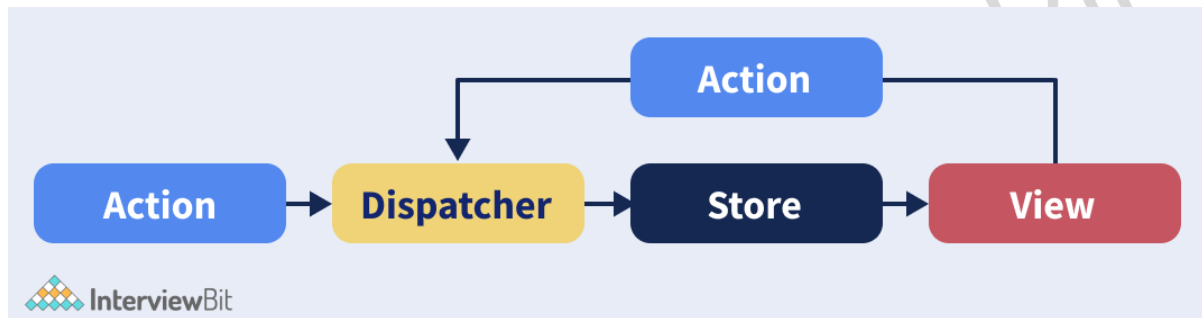 Action
Action
Dispatcher
Store
View
InterviewBit